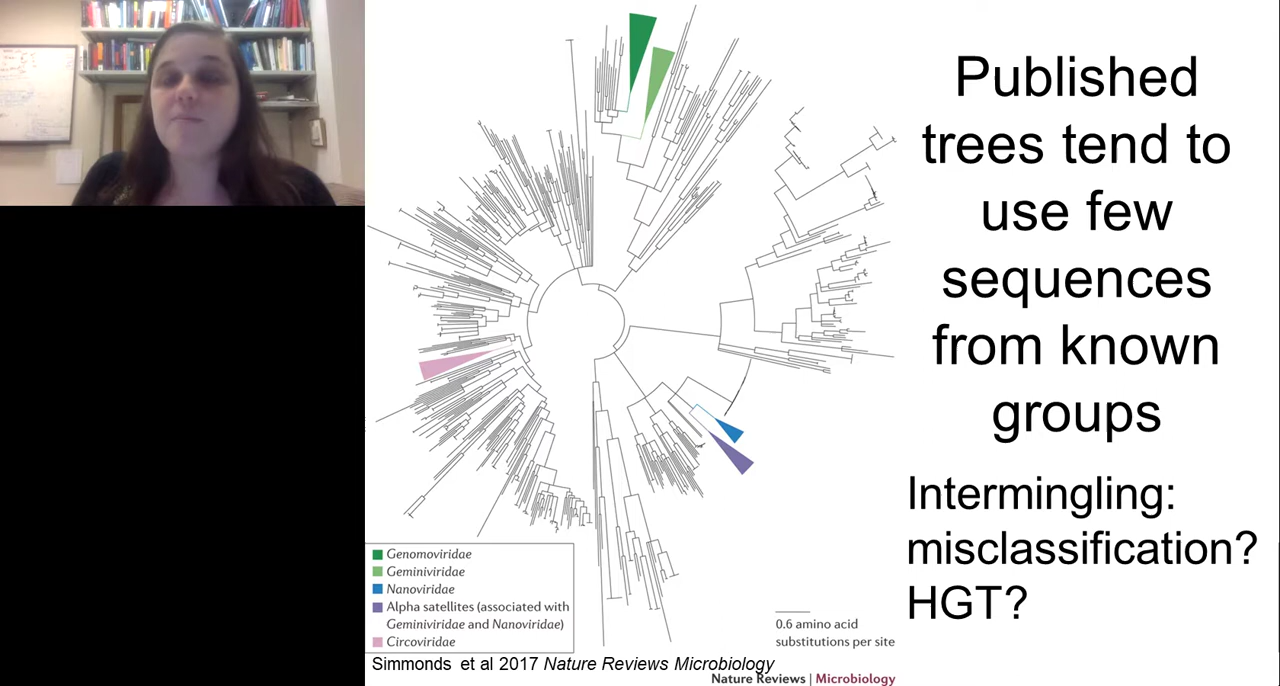 Published
trees tend to
use few
sequences
from known
groups
Intermingling:
misclassification?
HGT?
Genomoviridae
Geminiviridae
Nanoviridae
Alpha satellites (associated with
Geminiviridae and Nanoviridae)
Circoviridae
0.6 amino acid
substitutions per site
Simmonds et al 2017 Nature Reviews Microbiology
Nature Reviews | Microbiology